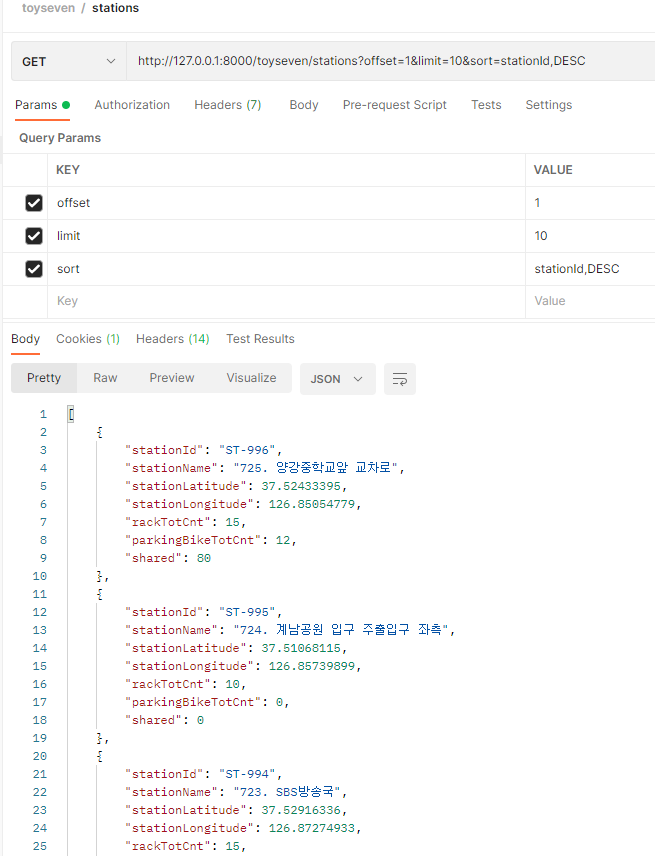 toyseven / stations
GET http://127.0.0.1:8000/toyseven/stations?offset=1&limit=10&sort=stationId,DESC
Params Authorization Headers (7) Body Pre-request Script Tests Settings
Query Params
KEY VALUE
offset 1
limit 10
sort stationId,DESC
Key Value
Body Cookies (1) Headers (14) Test Results
Pretty Raw Preview Visualize JSON
1 [
2 {
3 "stationId": "ST-996",
4 "stationName": "725. 양강중학교앞 교차로",
5 "stationLatitude": 37.52433395,
6 "stationLongitude": 126.85054779,
7 "rackTotCnt": 15,
8 "parkingBikeTotCnt": 12,
9 "shared": 80
10 },
11 {
12 "stationId": "ST-995",
13 "stationName": "724. 계남공원 입구 주출입구 좌측",
14 "stationLatitude": 37.51068115,
15 "stationLongitude": 126.85739899,
16 "rackTotCnt": 10,
17 "parkingBikeTotCnt": 0,
18 "shared": 0
19 },
20 {
21 "stationId": "ST-994",
22 "stationName": "723. SBS방송국",
23 "stationLatitude": 37.52916336,
24 "stationLongitude": 126.87274933,
25 "rackTotCnt": 15,